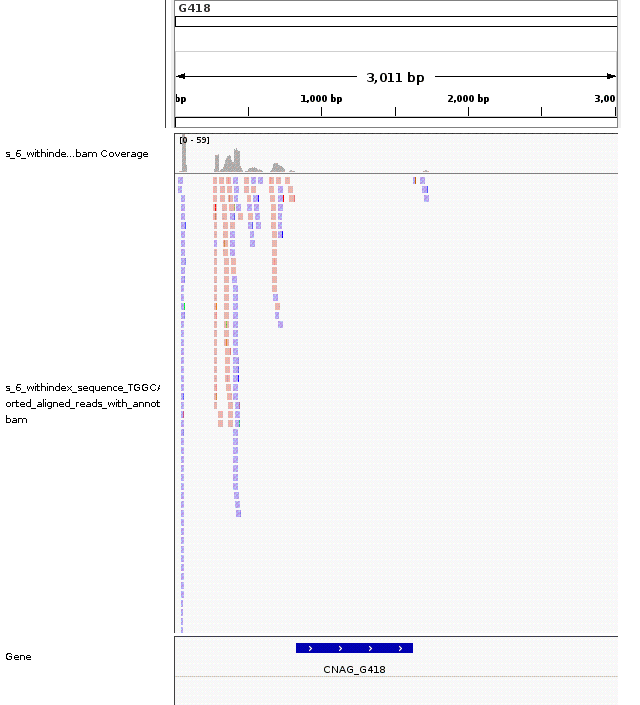 G418
3,011 bp
bp 1,000 bp 2,000 bp 3,00
[0 - 59]
s_6_withinde...bam Coverage
s_6_withindex_sequence_TGGCA
orted_aligned_reads_with_annot
bam
Gene
CNAG_G418